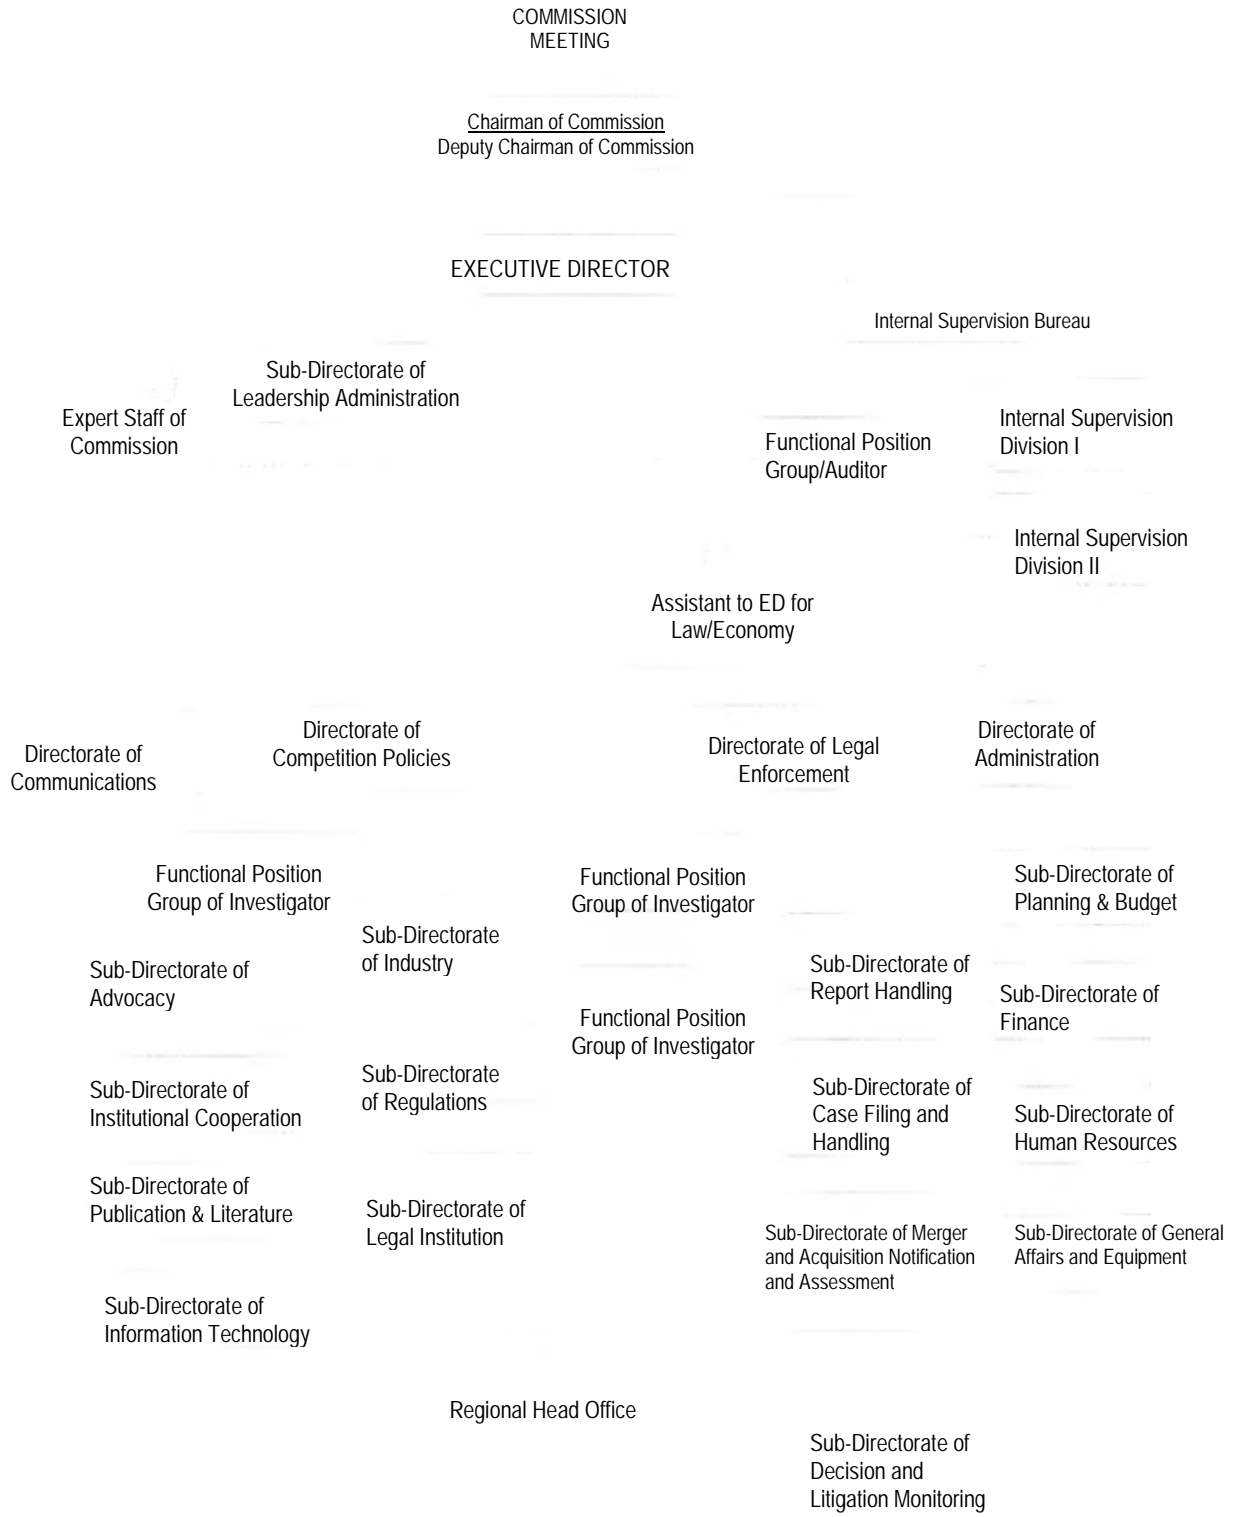 COMMISSION
MEETING
Chairman of Commission
Deputy Chairman of Commission
EXECUTIVE DIRECTOR
Internal Supervision Bureau
Sub-Directorate of
Leadership Administration
Expert Staff of
Commission
Functional Position
Group/Auditor
Internal Supervision
Division I
Internal Supervision
Division II
Assistant to ED for
Law/Economy
Directorate of
Communications
Directorate of
Competition Policies
Directorate of Legal
Enforcement
Directorate of
Administration
Functional Position
Group of Investigator
Functional Position
Group of Investigator
Sub-Directorate of
Planning & Budget
Sub-Directorate
of Industry
Sub-Directorate of
Advocacy
Sub-Directorate of
Report Handling
Sub-Directorate of
Finance
Functional Position
Group of Investigator
Sub-Directorate
of Regulations
Sub-Directorate of
Institutional Cooperation
Sub-Directorate of
Case Filing and
Handling
Sub-Directorate of
Human Resources
Sub-Directorate of
Publication & Literature
Sub-Directorate of
Legal Institution
Sub-Directorate of Merger
and Acquisition Notification
and Assessment
Sub-Directorate of General
Affairs and Equipment
Sub-Directorate of
Information Technology
Regional Head Office
Sub-Directorate of
Decision and
Litigation Monitoring